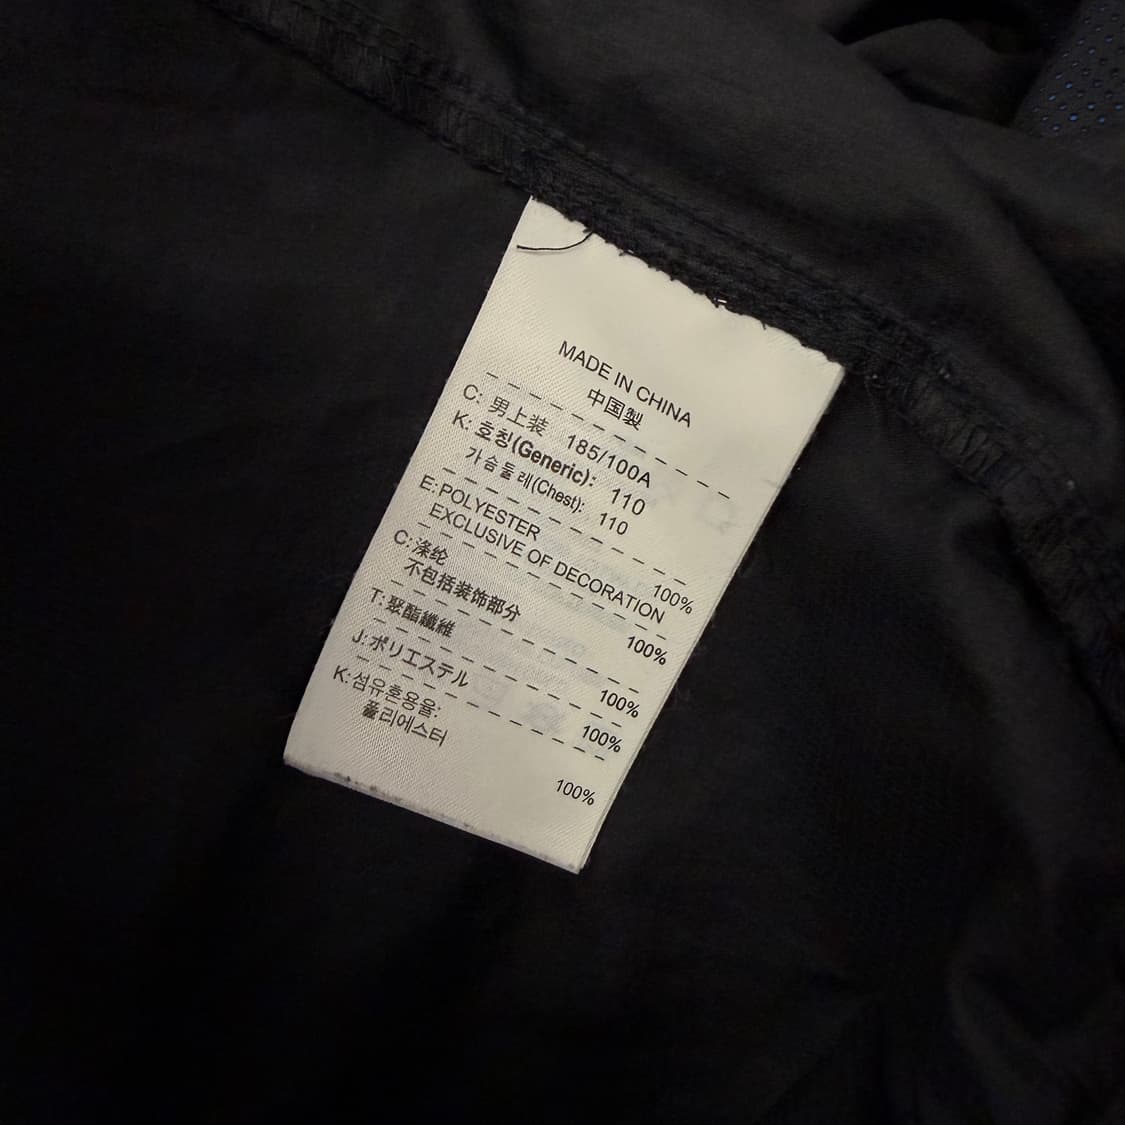 MADE IN CHINA
中国製
C: 男上装 185/100A
K: 호칭(Generic): 110
가슴둘레(Chest): 110
E: POLYESTER 100%
EXCLUSIVE OF DECORATION
C: 涤纶 100%
不包括装饰部分
T: 聚酯纖維 100%
J: ポリエステル 100%
K: 섬유혼용율:
폴리에스터 100%